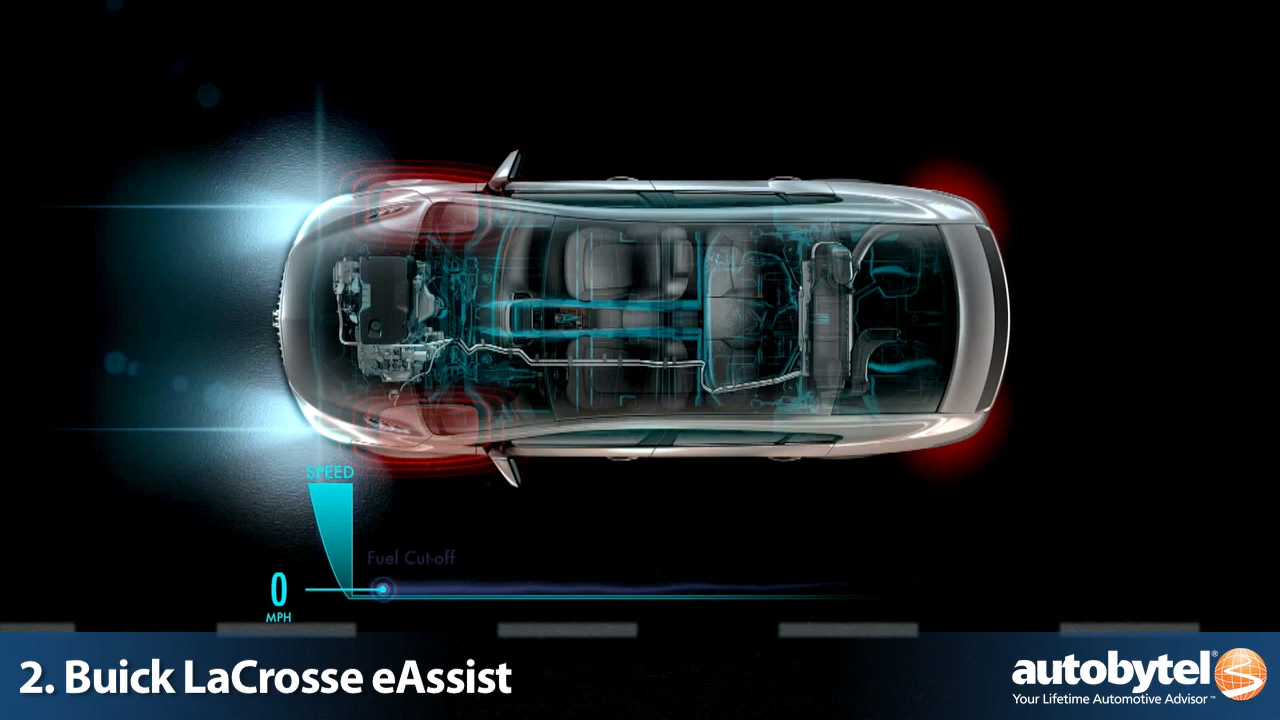 SPEED
Fuel Cut-off
0
MPH
2. Buick LaCrosse eAssist
autobytel®
Your Lifetime Automotive Advisor™